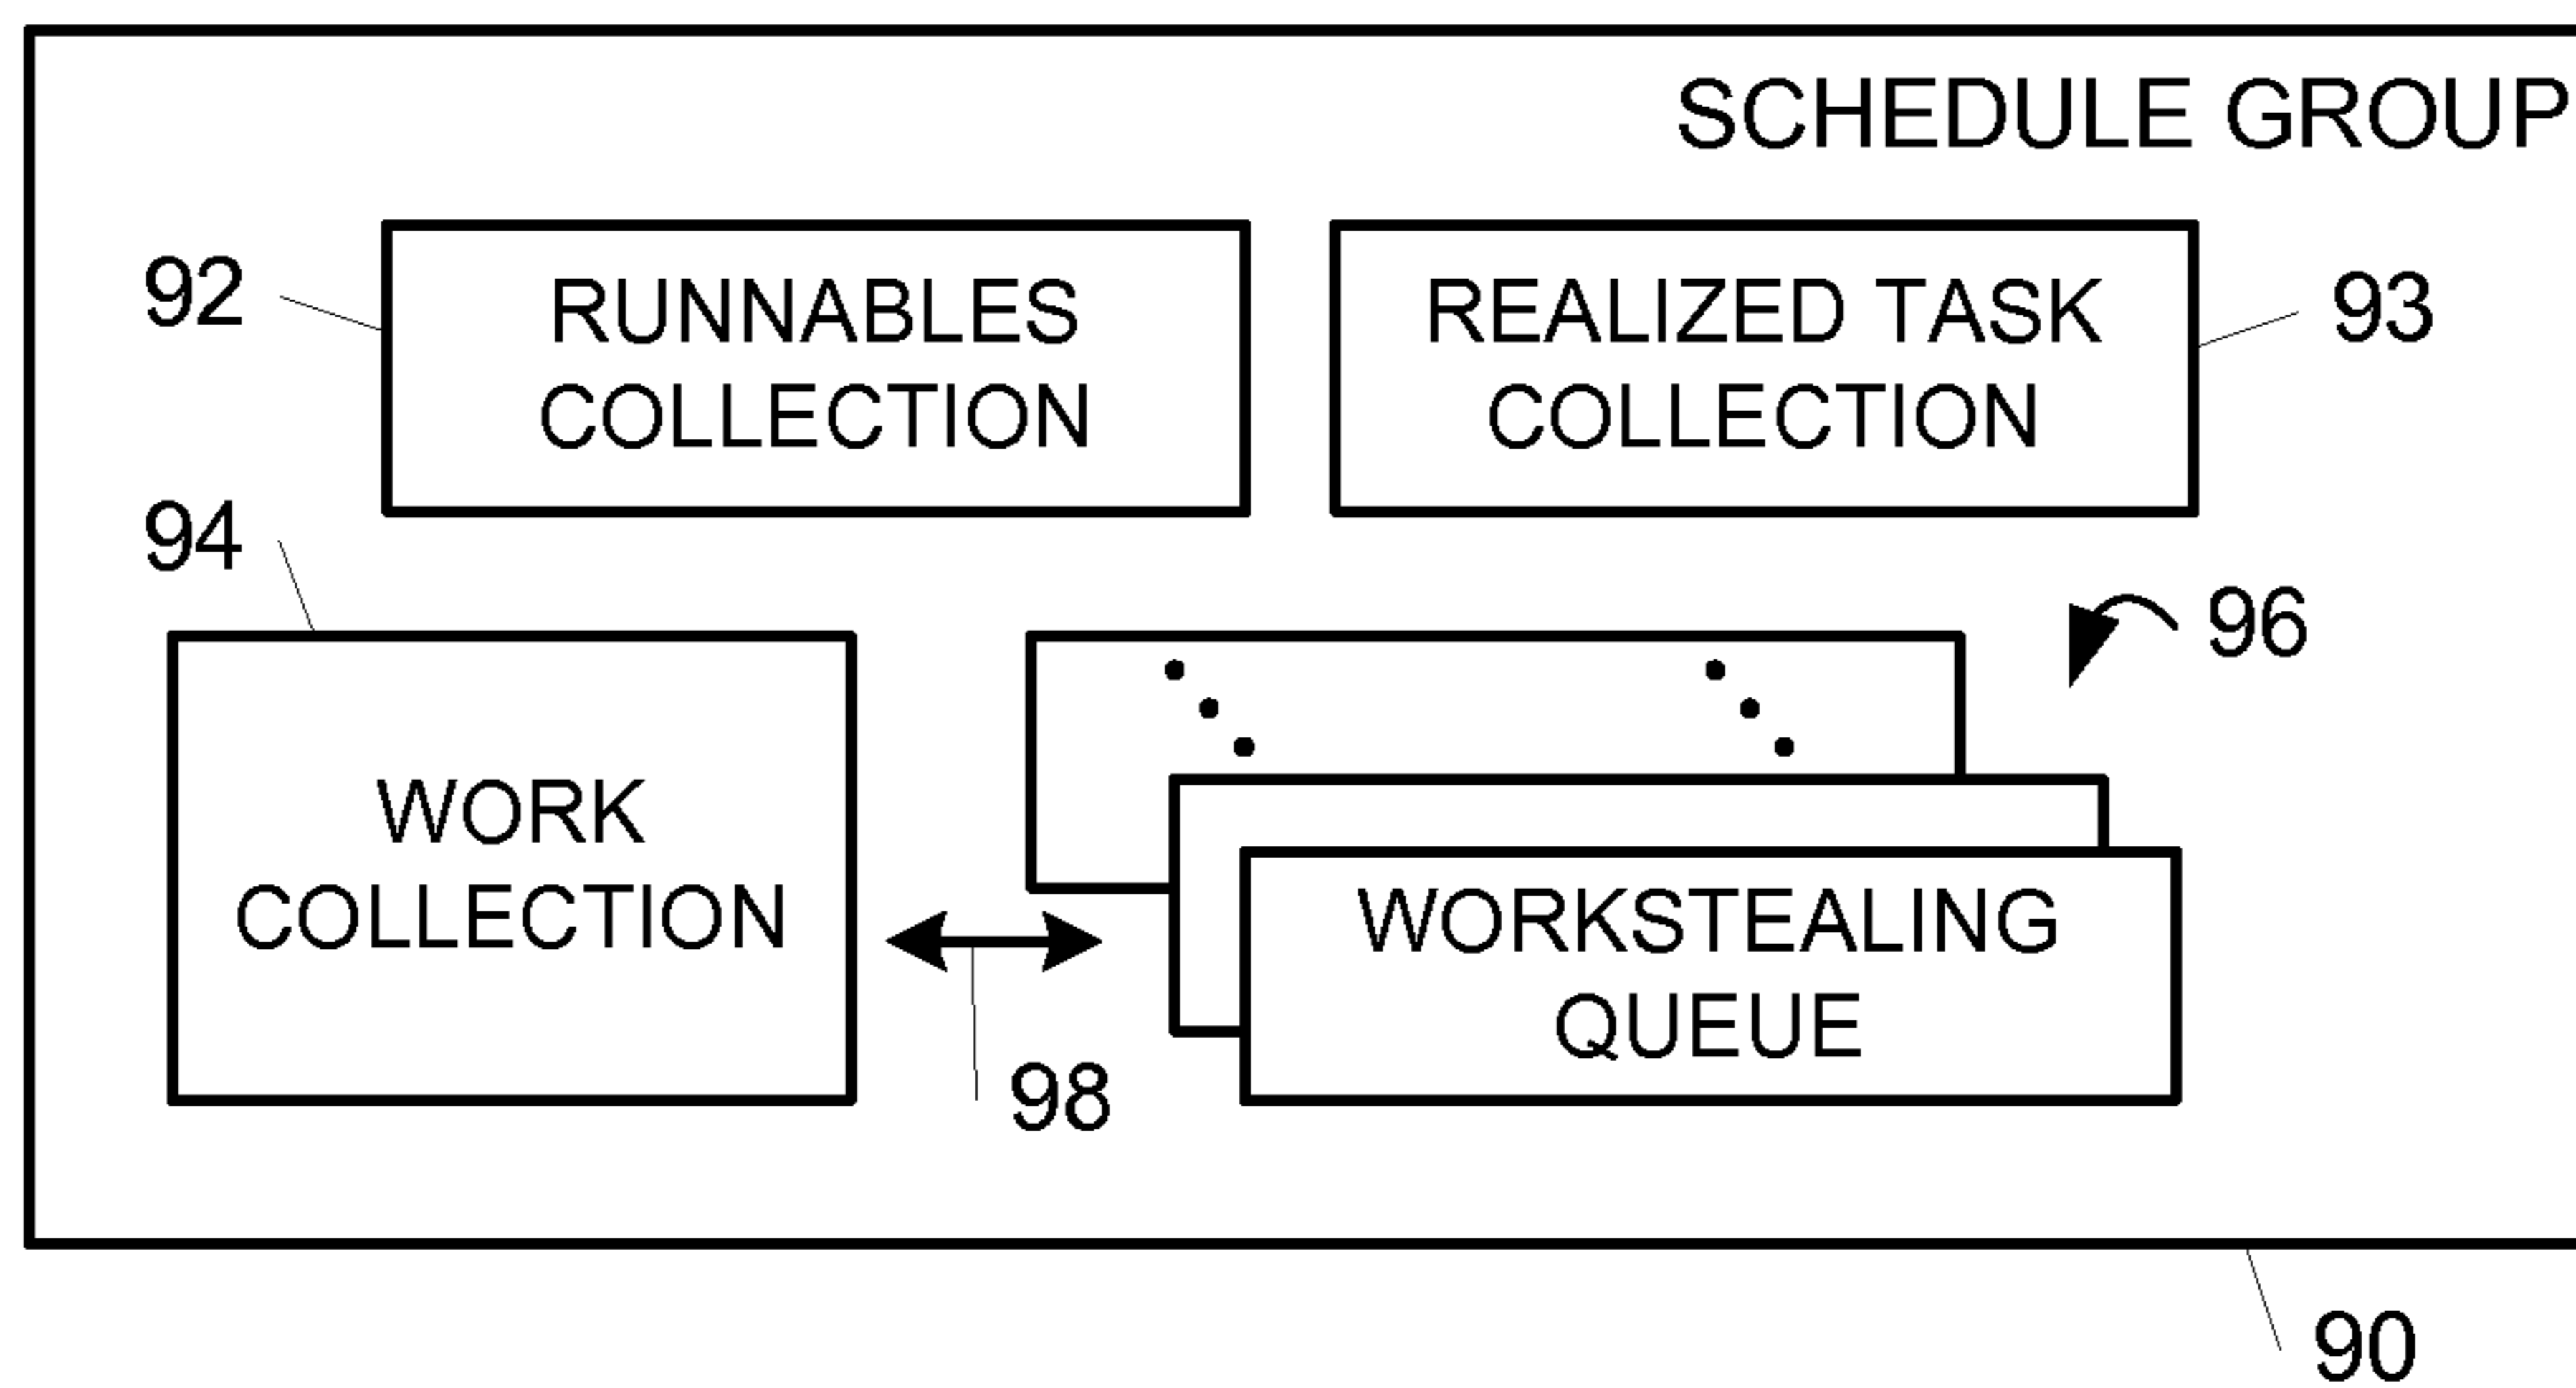 SCHEDULE GROUP
92
RUNNABLES
COLLECTION
REALIZED TASK
COLLECTION
93
94
96
WORK
COLLECTION
WORKSTEALING
QUEUE
98
90